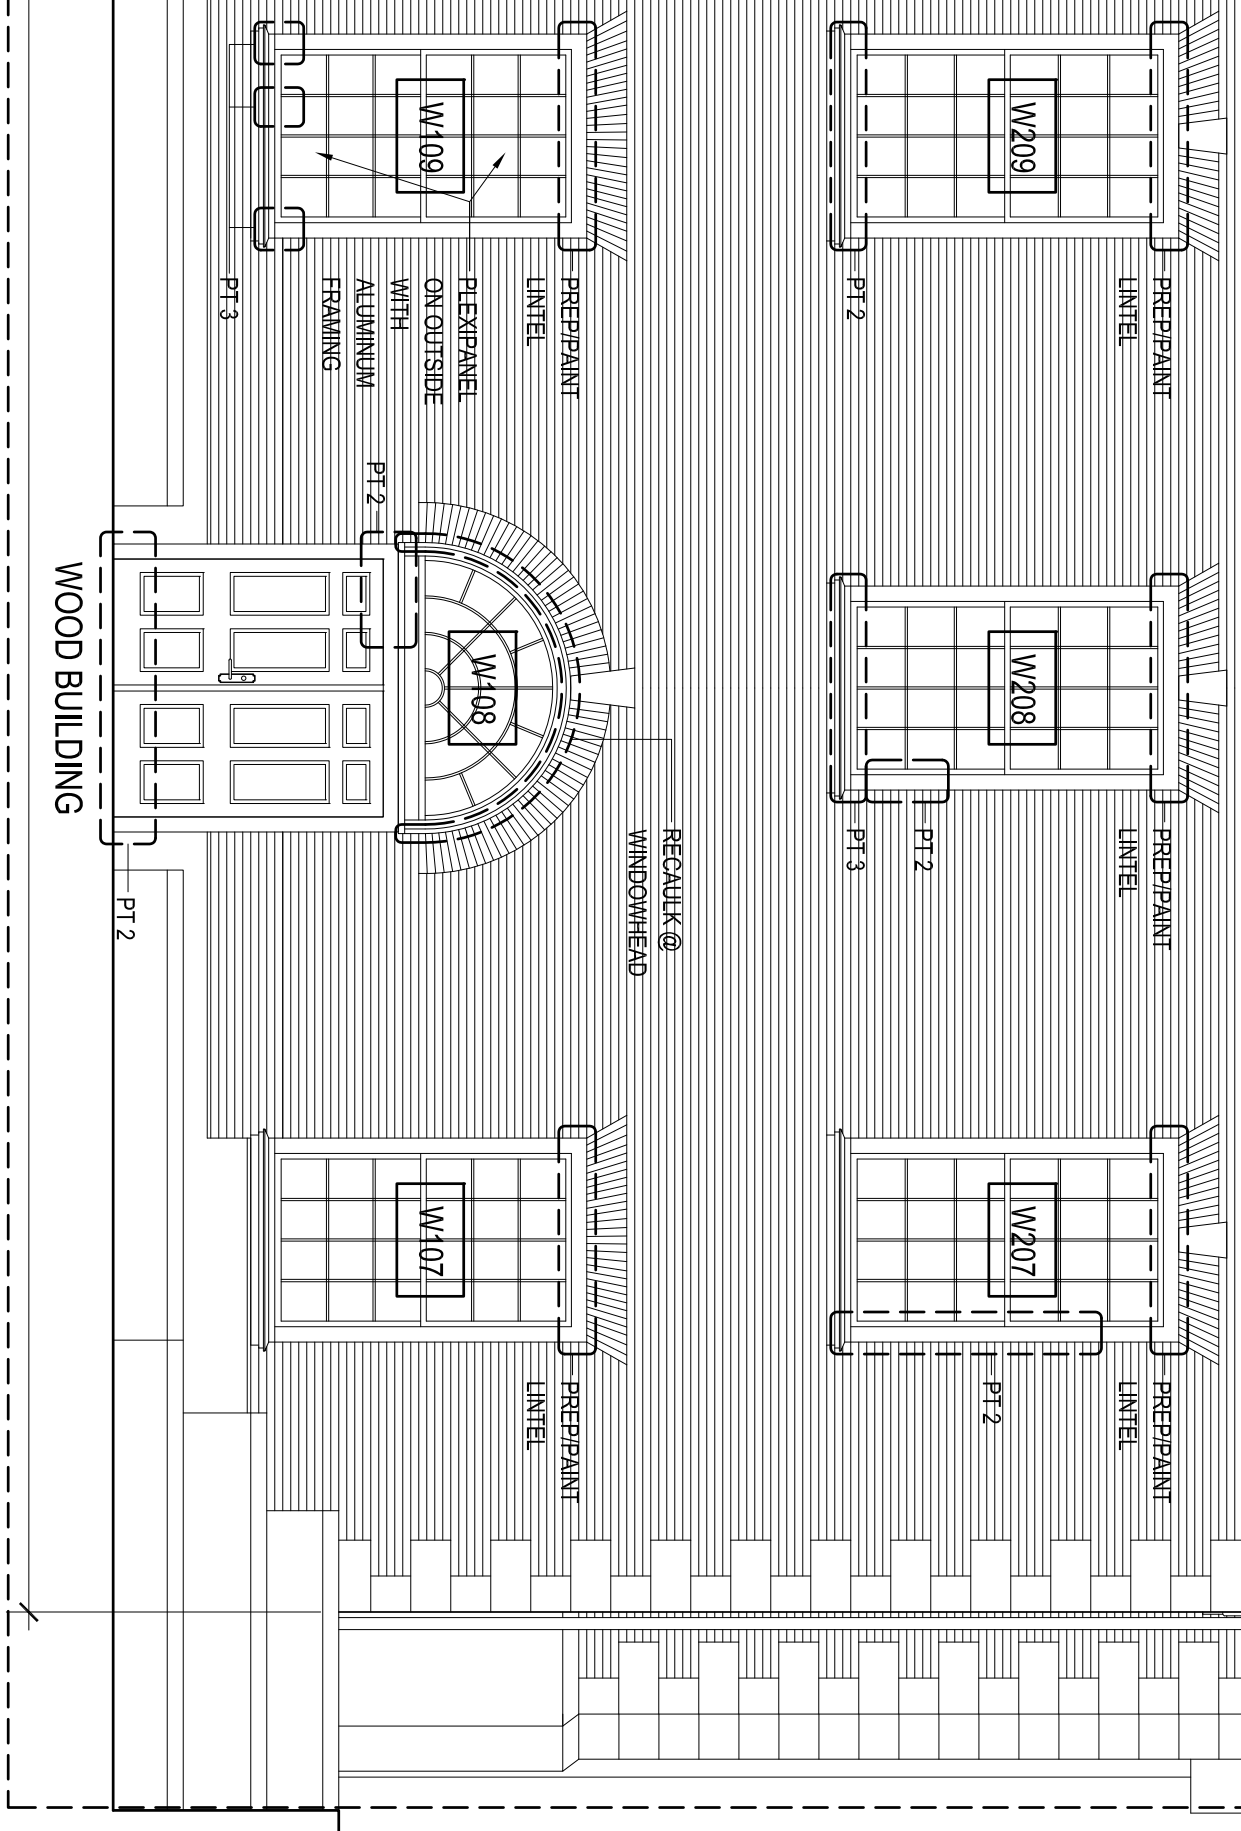 W209
PREP/PAINT
LINTEL
PT 2
W208
PREP/PAINT
LINTEL
PT 2
PT 3
W207
PREP/PAINT
LINTEL
PT 2
W109
PREP/PAINT
LINTEL
PLEXIPANEL
ON OUTSIDE
WITH
ALUMINUM
FRAMING
PT 3
W108
RECAULK @
WINDOWHEAD
PT 2
PT 2
W107
PREP/PAINT
LINTEL
WOOD BUILDING